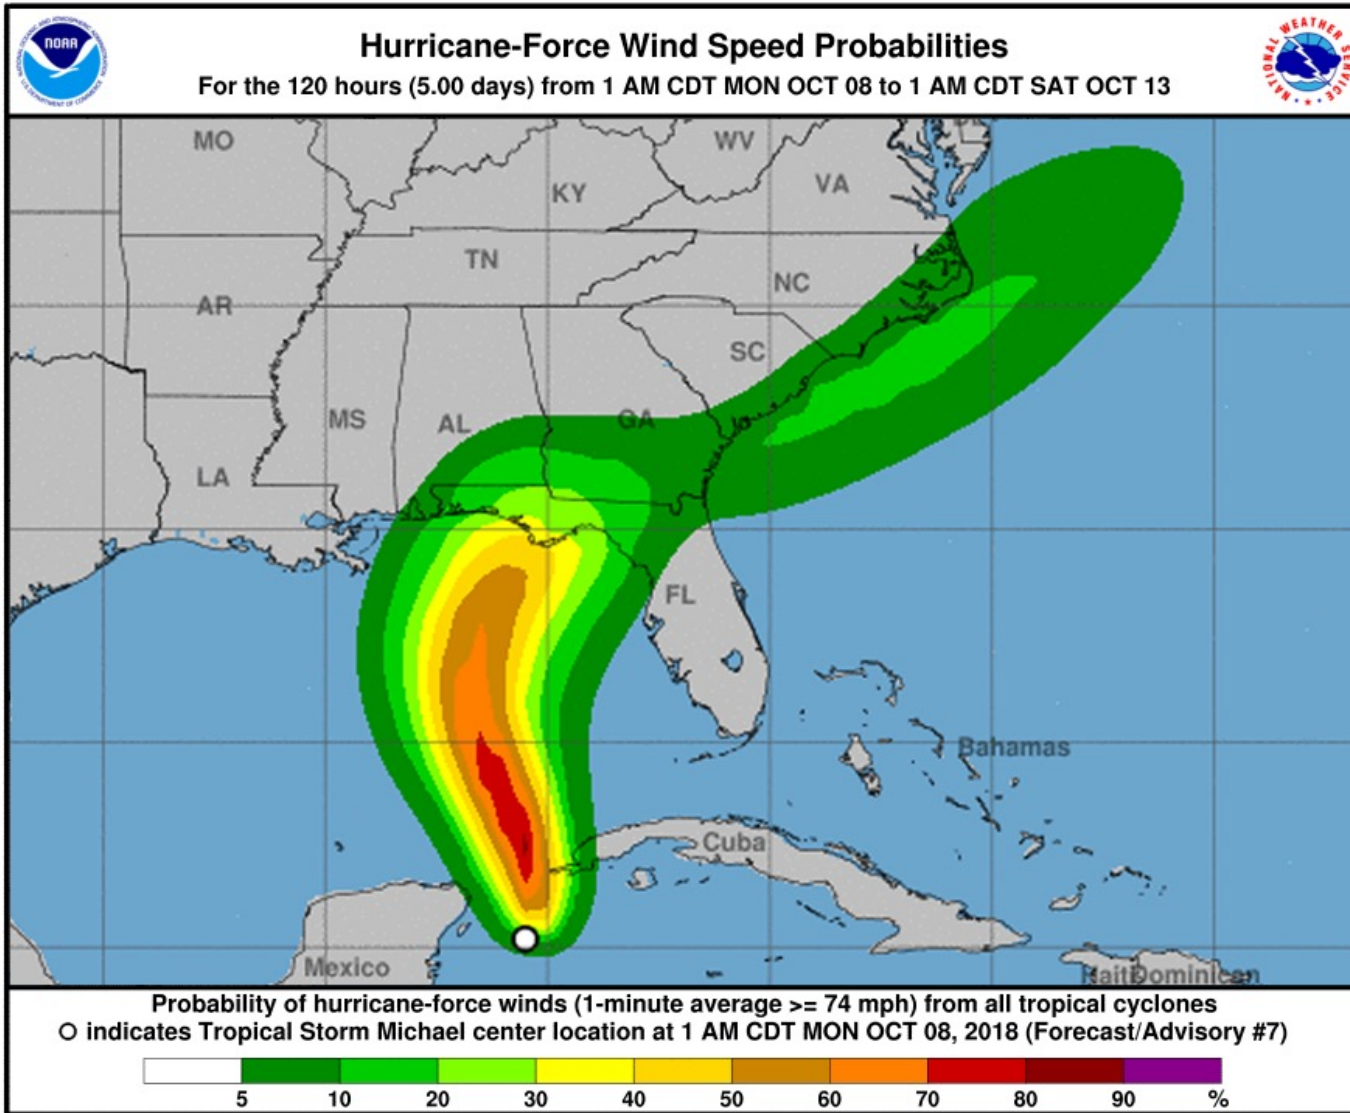 Hurricane-Force Wind Speed Probabilities
For the 120 hours (5.00 days) from 1 AM CDT MON OCT 08 to 1 AM CDT SAT OCT 13
NOAA
NATIONAL WEATHER SERVICE
MO
WV
KY
VA
TN
NC
AR
SC
MS
AL
GA
LA
FL
Bahamas
Cuba
Mexico
Haiti
Dominican
Probability of hurricane-force winds (1-minute average >= 74 mph) from all tropical cyclones
indicates Tropical Storm Michael center location at 1 AM CDT MON OCT 08, 2018 (Forecast/Advisory #7)
5 10 20 30 40 50 60 70 80 90 %